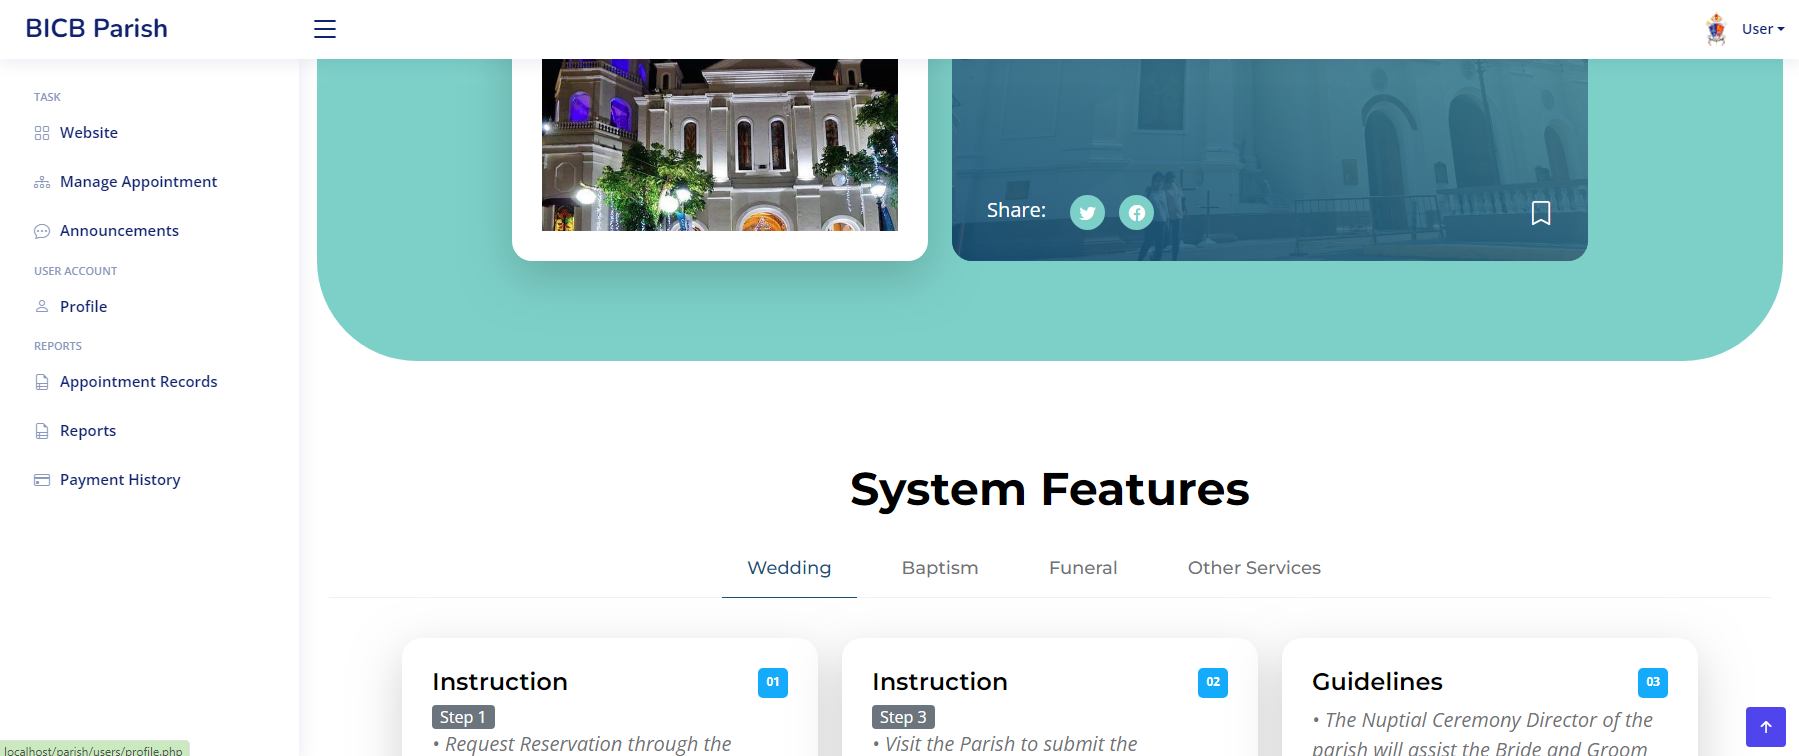 BICB Parish
User
TASK
Website
Manage Appointment
Announcements
USER ACCOUNT
Profile
REPORTS
Appointment Records
Reports
Payment History
Share:
System Features
Wedding
Baptism
Funeral
Other Services
Instruction
01
Step 1
• Request Reservation through the
Instruction
02
Step 3
• Visit the Parish to submit the
Guidelines
03
• The Nuptial Ceremony Director of the
parish will assist the Bride and Groom
localhost/parish/users/profile.php